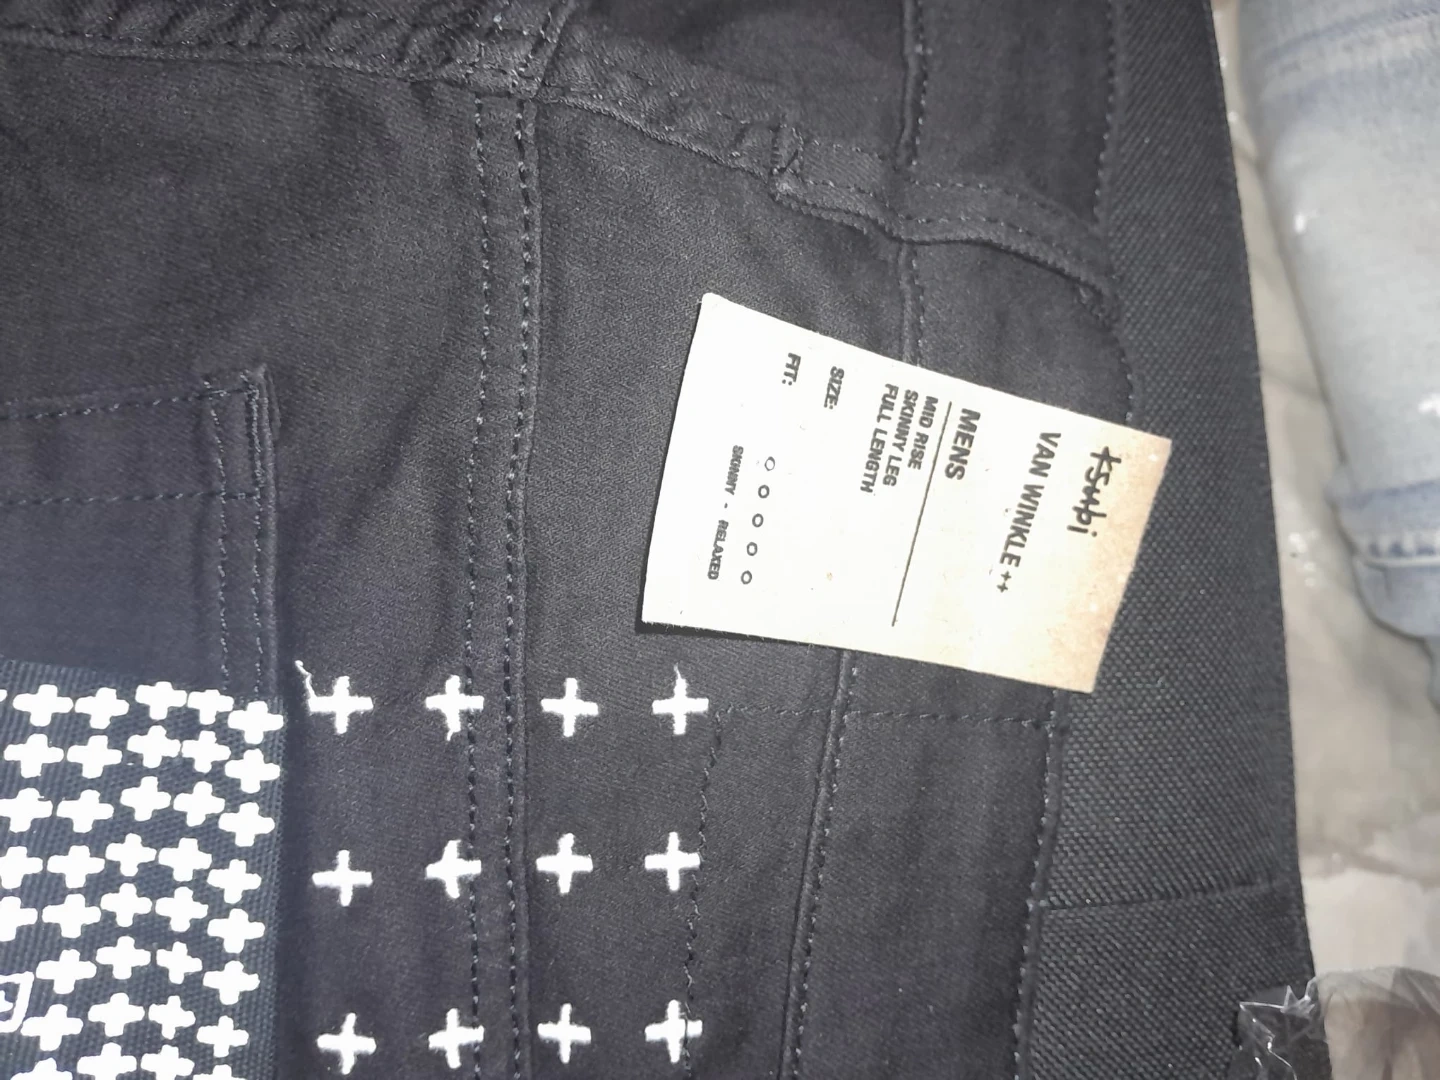 ksubi
VAN WINKLE ++
MENS
MID RISE
SKINNY LEG
FULL LENGTH
SIZE:
FIT:
SKINNY - RELAXED